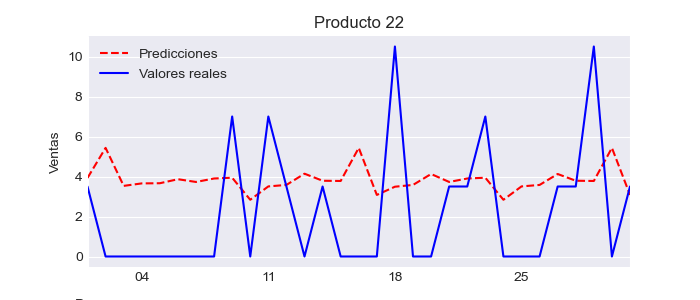 Producto 22
Predicciones
Valores reales
Ventas
10
8
6
4
2
0
04
11
18
25